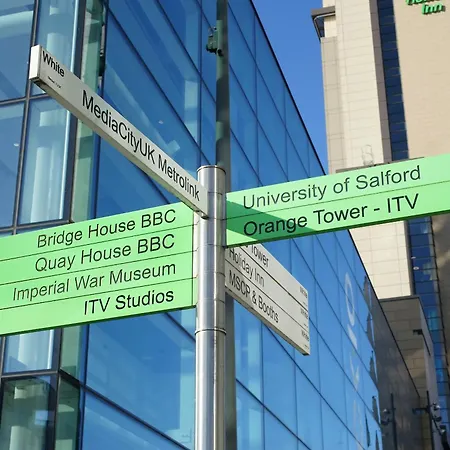 Inn
White
MediaCityUK Metrolink
University of Salford
Orange Tower - ITV
Bridge House BBC
Quay House BBC
Imperial War Museum
ITV Studios
Tower
Holiday Inn
MSCP & Booths